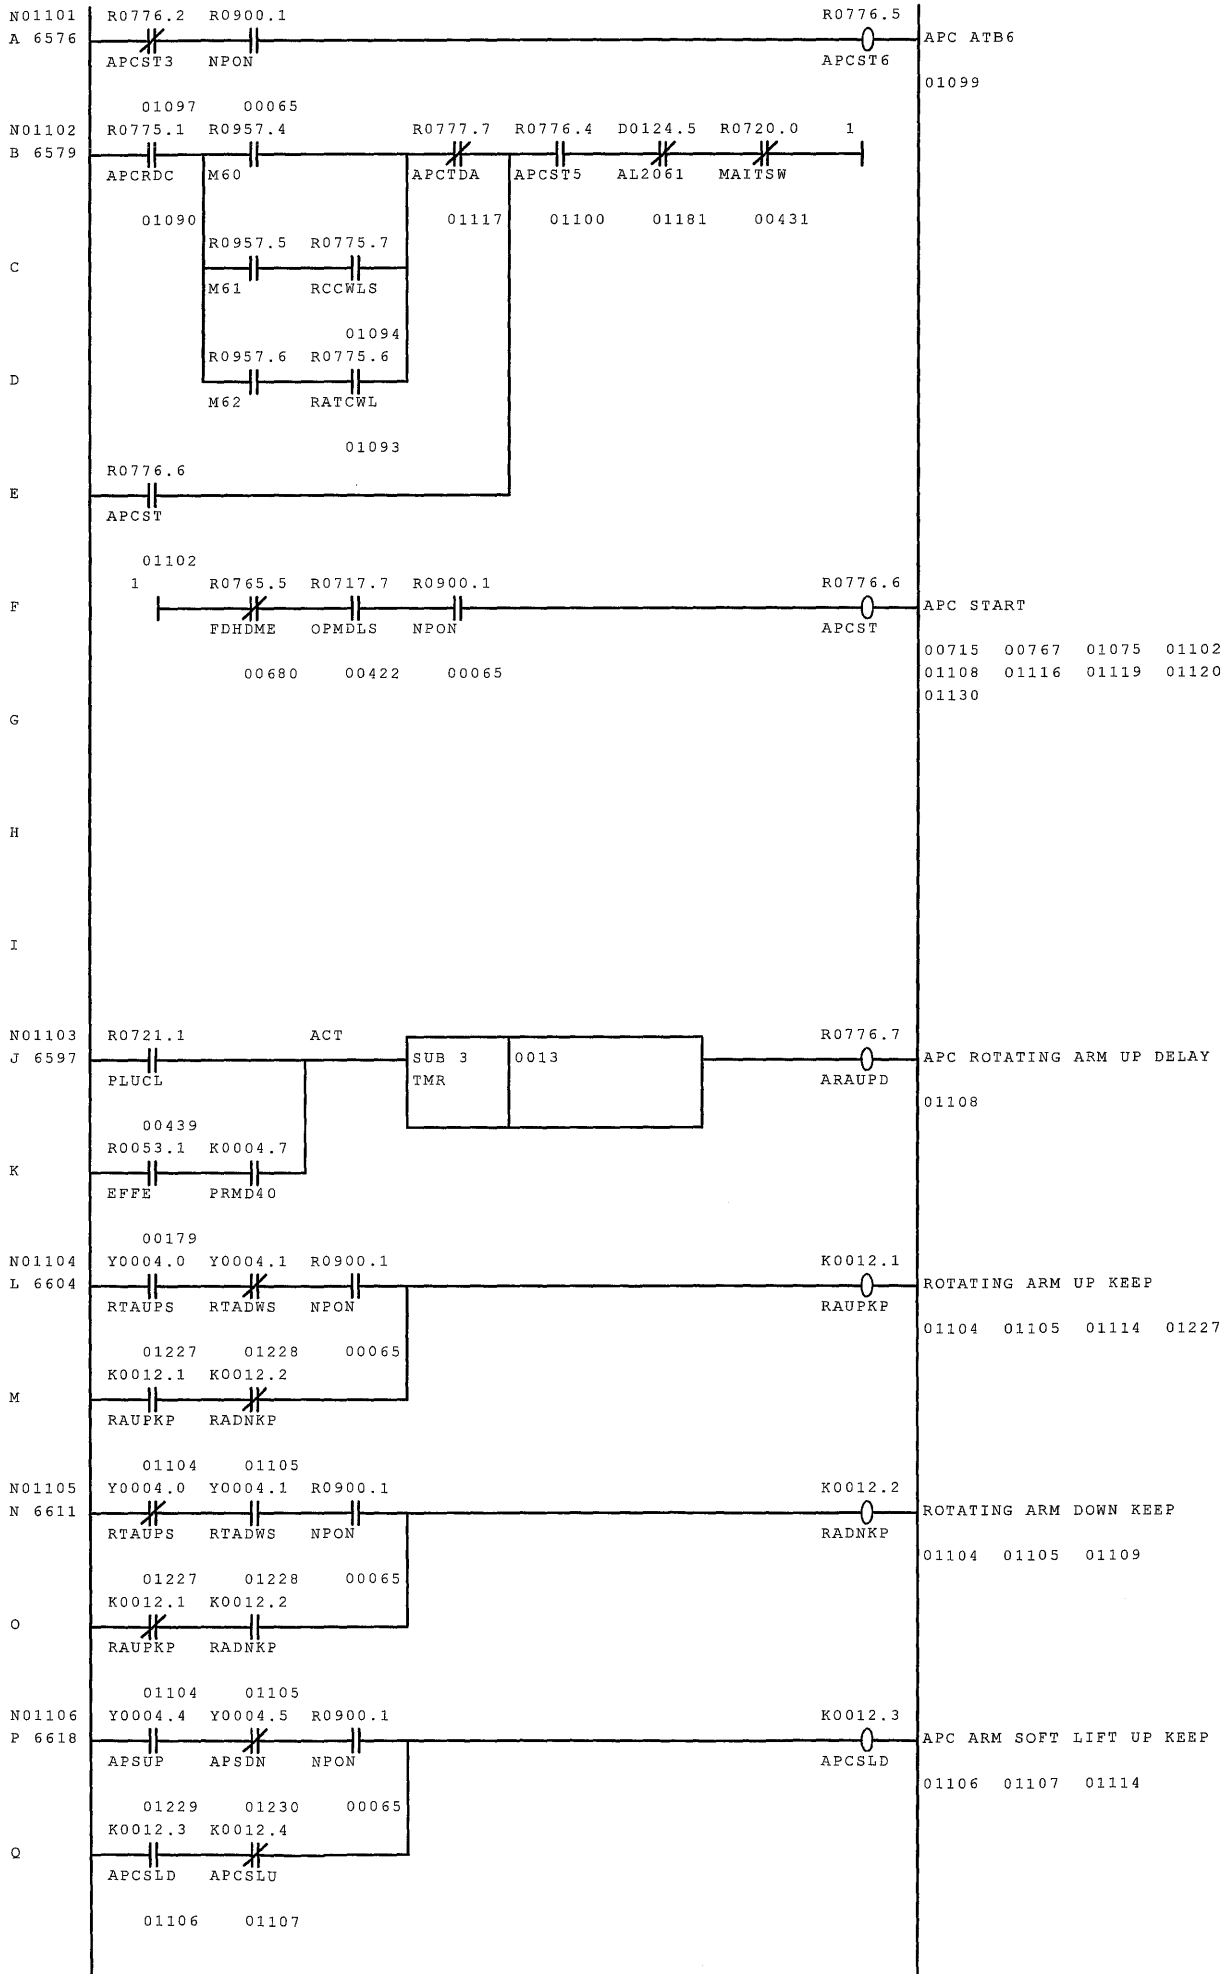 N01101 R0776.2 R0900.1 R0776.5
A 6576 APC ATB6
APCST3 NPON APCST6
01099
01097 00065
N01102 R0775.1 R0957.4 R0777.7 R0776.4 D0124.5 R0720.0 1
B 6579
APCRDC M60 APCTDA APCST5 AL2061 MAITSW
01090 01117 01100 01181 00431
R0957.5 R0775.7
C
M61 RCCWLS
01094
R0957.6 R0775.6
D
M62 RATCWL
01093
R0776.6
E
APCST
01102
1 R0765.5 R0717.7 R0900.1 R0776.6
F APC START
FDHDME OPMDLS NPON APCST
00715 00767 01075 01102
00680 00422 00065 01108 01116 01119 01120
01130
G
H
I
N01103 R0721.1 ACT R0776.7
J 6597 SUB 3 0013 APC ROTATING ARM UP DELAY
PLUCL TMR ARAUPD
01108
00439
R0053.1 K0004.7
K
EFFE PRMD40
00179
N01104 Y0004.0 Y0004.1 R0900.1 K0012.1
L 6604 ROTATING ARM UP KEEP
RTAUPS RTADWS NPON RAUPKP
01104 01105 01114 01227
01227 01228 00065
K0012.1 K0012.2
M
RAUPKP RADNKP
01104 01105
N01105 Y0004.0 Y0004.1 R0900.1 K0012.2
N 6611 ROTATING ARM DOWN KEEP
RTAUPS RTADWS NPON RADNKP
01104 01105 01109
01227 01228 00065
K0012.1 K0012.2
O
RAUPKP RADNKP
01104 01105
N01106 Y0004.4 Y0004.5 R0900.1 K0012.3
P 6618 APC ARM SOFT LIFT UP KEEP
APSUP APSDN NPON APCSLD
01106 01107 01114
01229 01230 00065
K0012.3 K0012.4
Q
APCSLD APCSLU
01106 01107